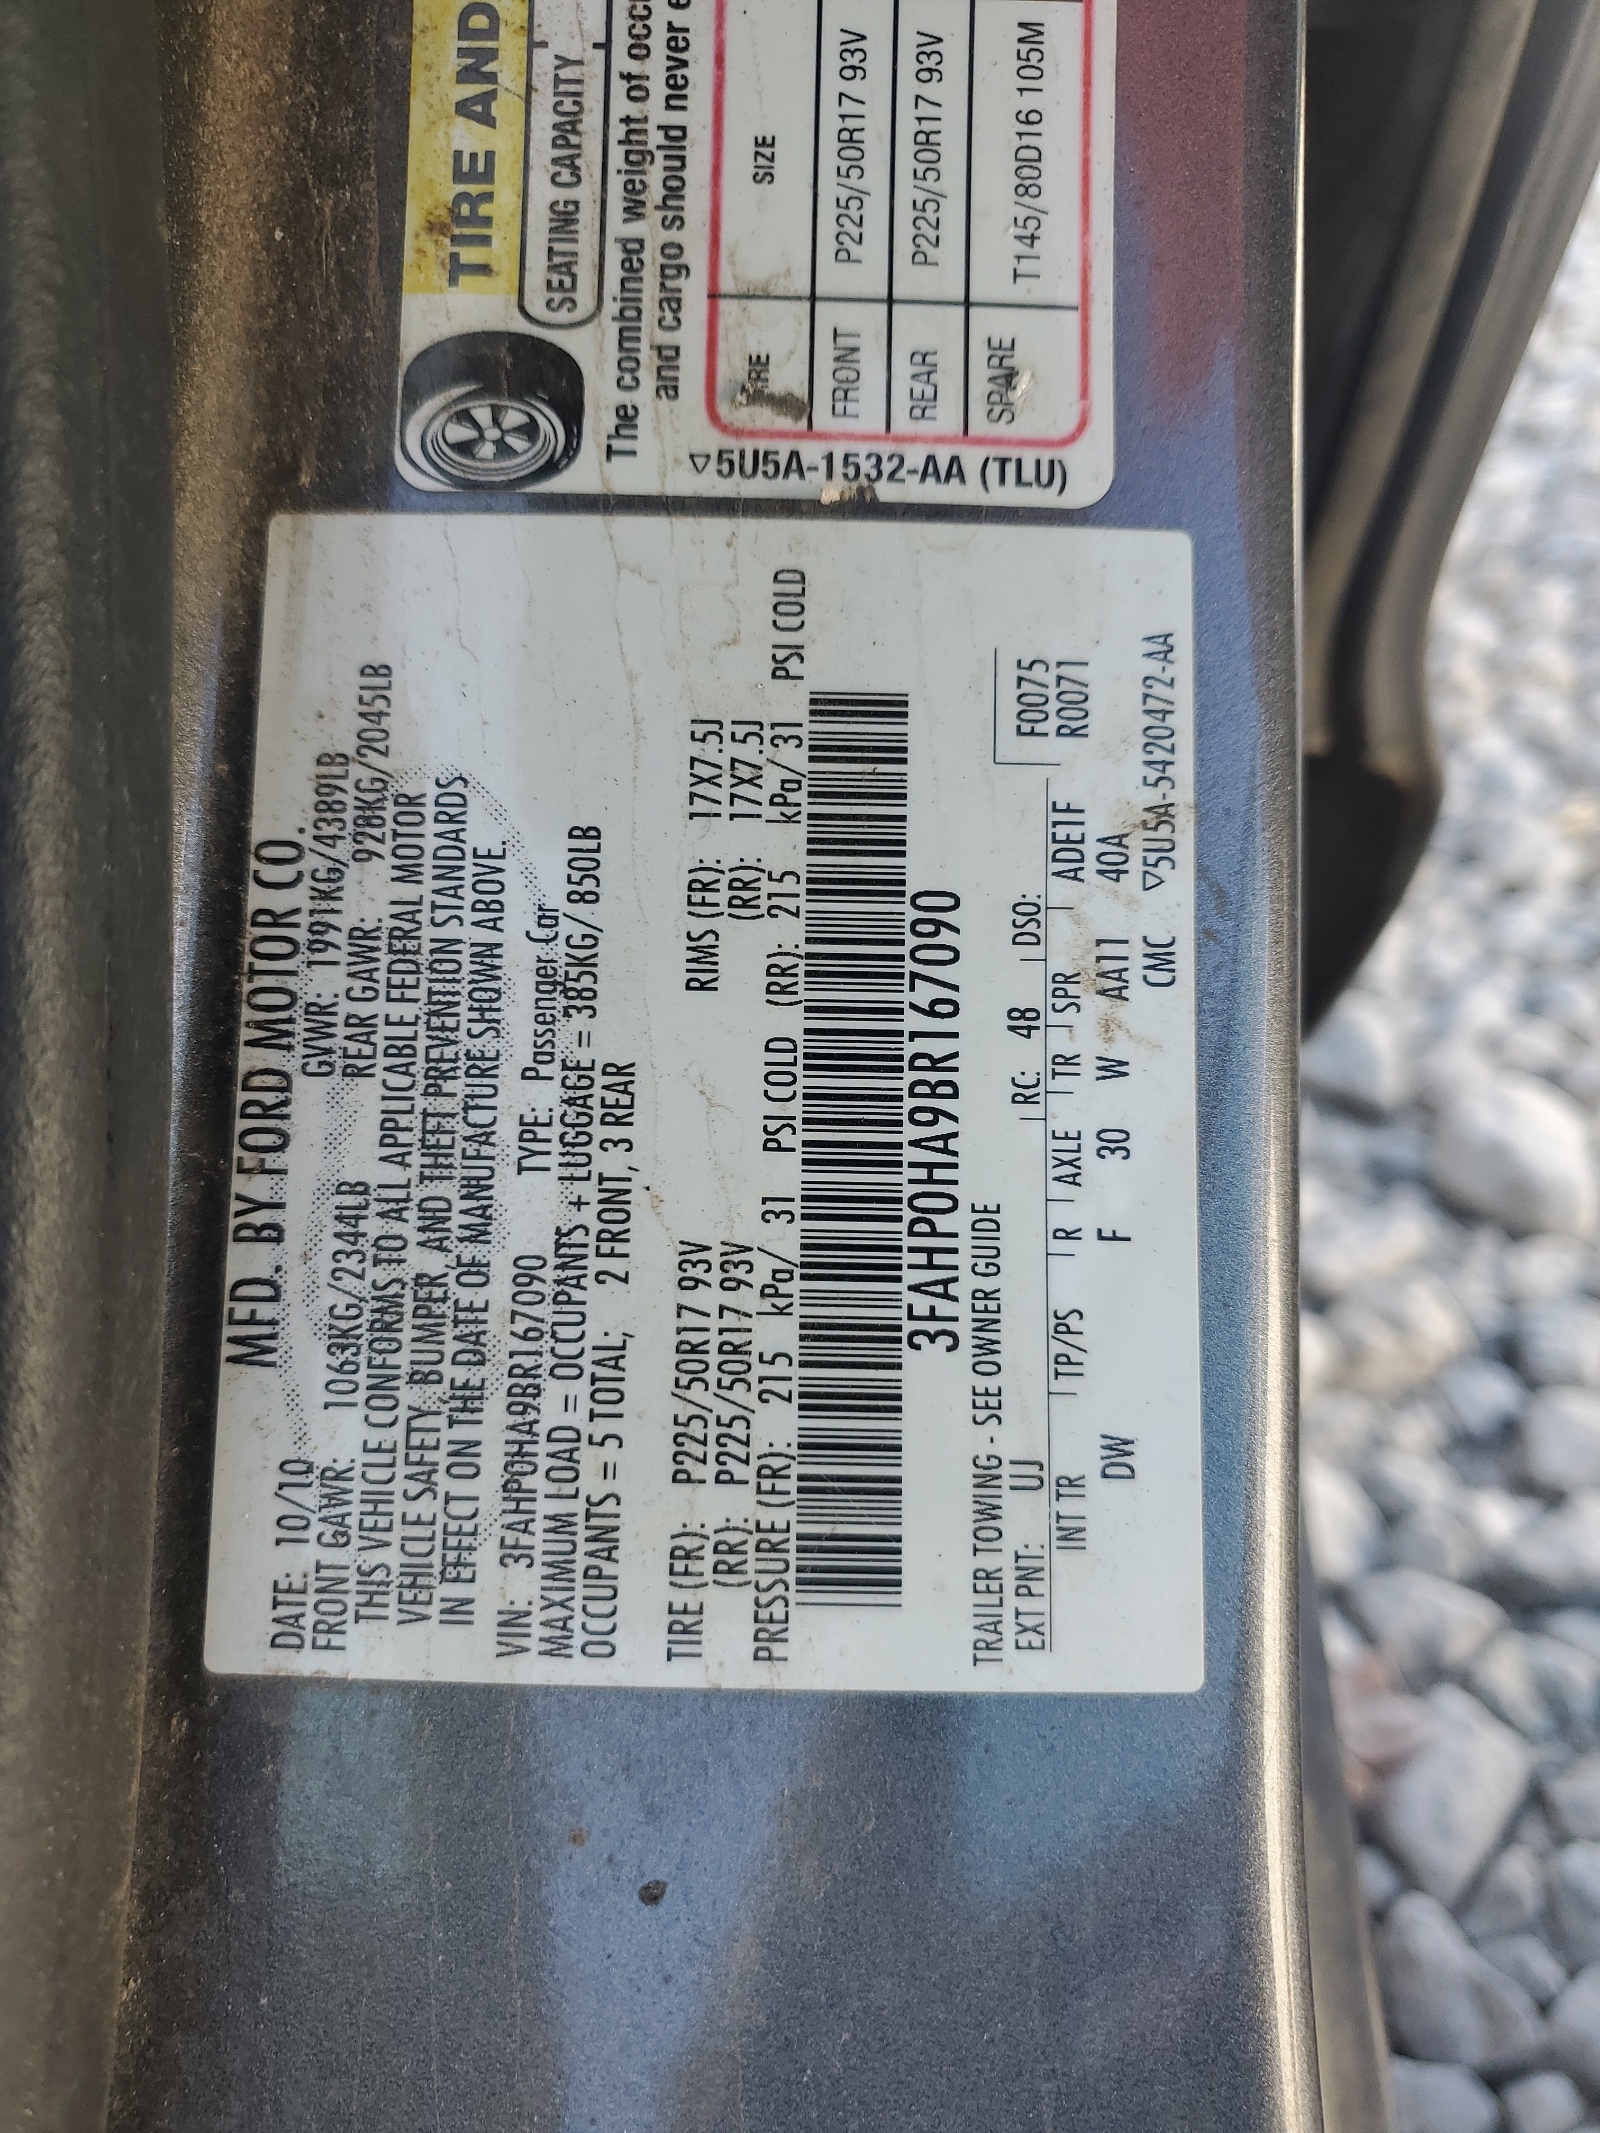 MFD. BY FORD MOTOR CO.
DATE: 10/10 GVWR: 1991KG/4389LB
FRONT GAWR: 1063KG/2344LB REAR GAWR: 928KG/2045LB
THIS VEHICLE CONFORMS TO ALL APPLICABLE FEDERAL MOTOR
VEHICLE SAFETY, BUMPER, AND THEFT PREVENTION STANDARDS
IN EFFECT ON THE DATE OF MANUFACTURE SHOWN ABOVE.
VIN: 3FAHP0HA9BR167090 TYPE: Passenger Car
MAXIMUM LOAD = OCCUPANTS + LUGGAGE = 385KG/ 850LB
OCCUPANTS = 5 TOTAL; 2 FRONT, 3 REAR
TIRE (FR): P225/50R17 93V RIMS (FR): 17X7.5J
(RR): P225/50R17 93V (RR): 17X7.5J
PRESSURE (FR): 215 kPa/ 31 PSI COLD (RR): 215 kPa/ 31 PSI COLD
3FAHP0HA9BR167090
TRAILER TOWING - SEE OWNER GUIDE
F0075
EXT PNT: UJ RC: 48 DSO:
R0071
INT TR TP/PS R AXLE TR SPR ADE1F
DW F 30 W AA11 40A
CMC ▽5U5A-5420472-AA
TIRE AND
SEATING CAPACITY
The combined weight of occu
and cargo should never e
SIZE
FRONT P225/50R17 93V
REAR P225/50R17 93V
SPARE T145/80D16 105M
▽5U5A-1532-AA (TLU)